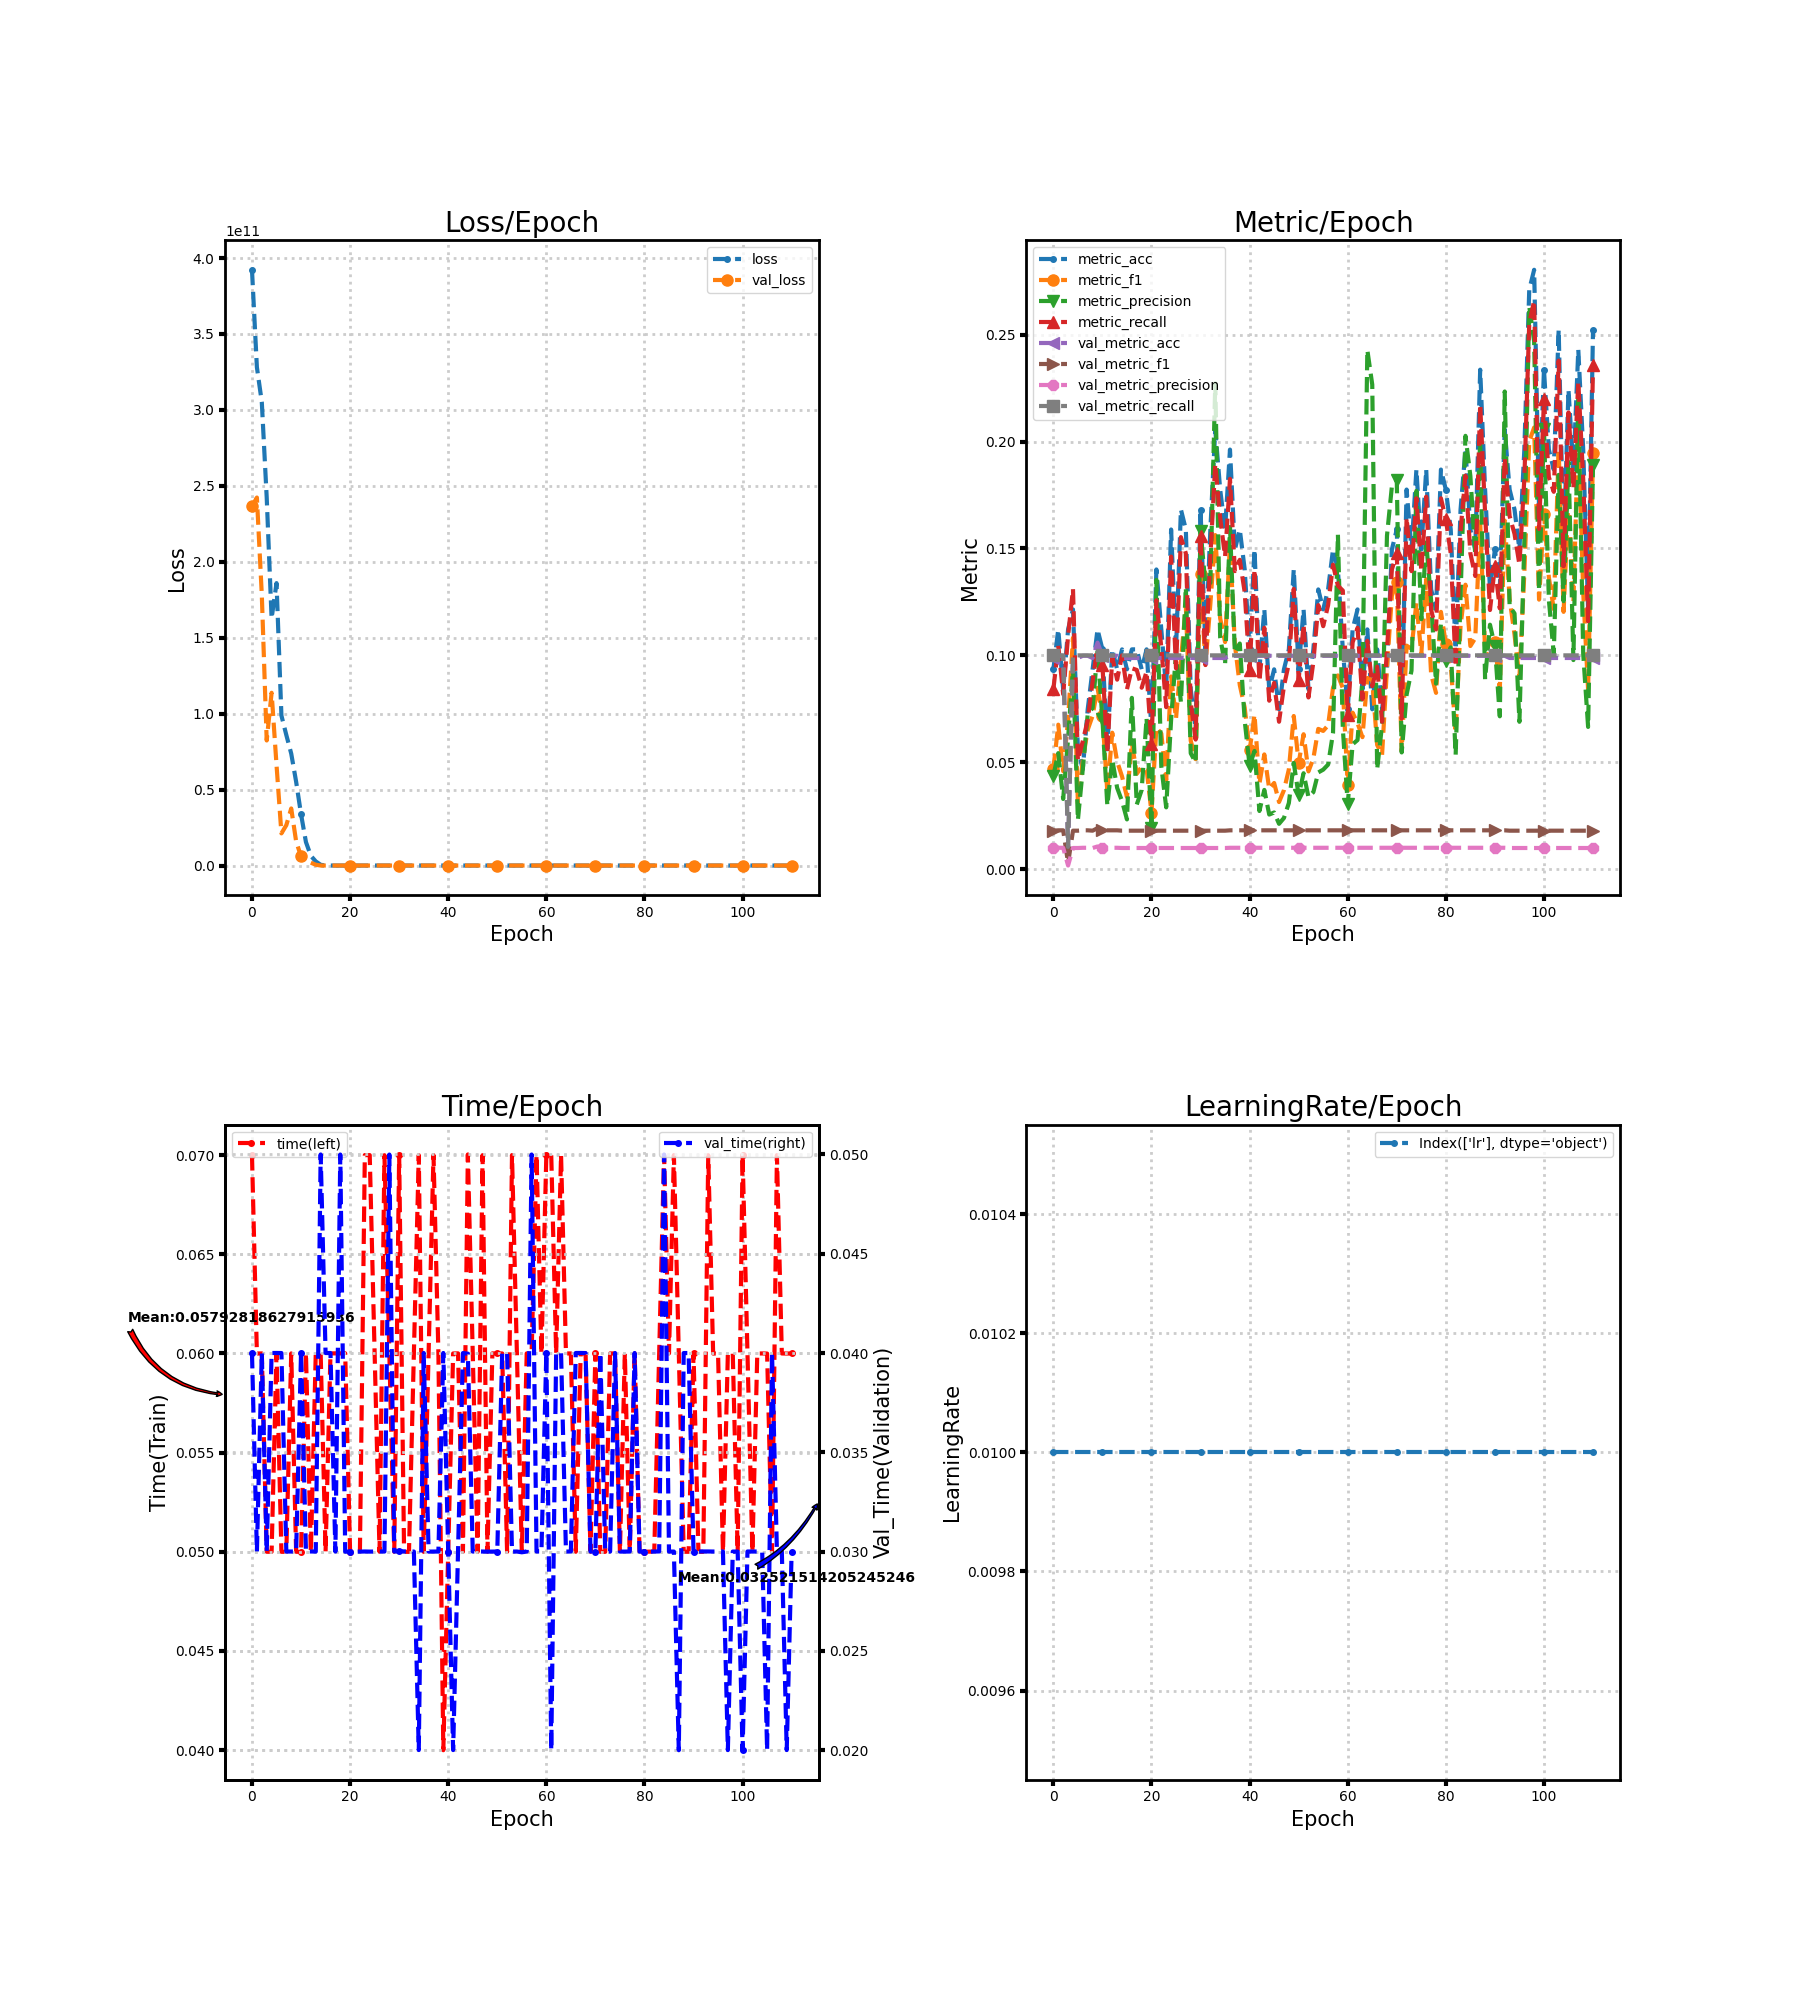 Loss/Epoch
1e11
4.0
3.5
3.0
2.5
2.0
1.5
1.0
0.5
0.0
Loss
loss
val_loss
0 20 40 60 80 100
Epoch
Metric/Epoch
metric_acc
metric_f1
metric_precision
metric_recall
val_metric_acc
val_metric_f1
val_metric_precision
val_metric_recall
0.25
0.20
0.15
0.10
0.05
0.00
Metric
0 20 40 60 80 100
Epoch
Time/Epoch
time(left)
val_time(right)
0.070
0.065
0.060
0.055
0.050
0.045
0.040
Time(Train)
Mean:0.05792818627915936
0.050
0.045
0.040
0.035
0.030
0.025
0.020
Val_Time(Validation)
Mean:0.032521514205245246
0 20 40 60 80 100
Epoch
LearningRate/Epoch
Index(['lr'], dtype='object')
0.0104
0.0102
0.0100
0.0098
0.0096
LearningRate
0 20 40 60 80 100
Epoch